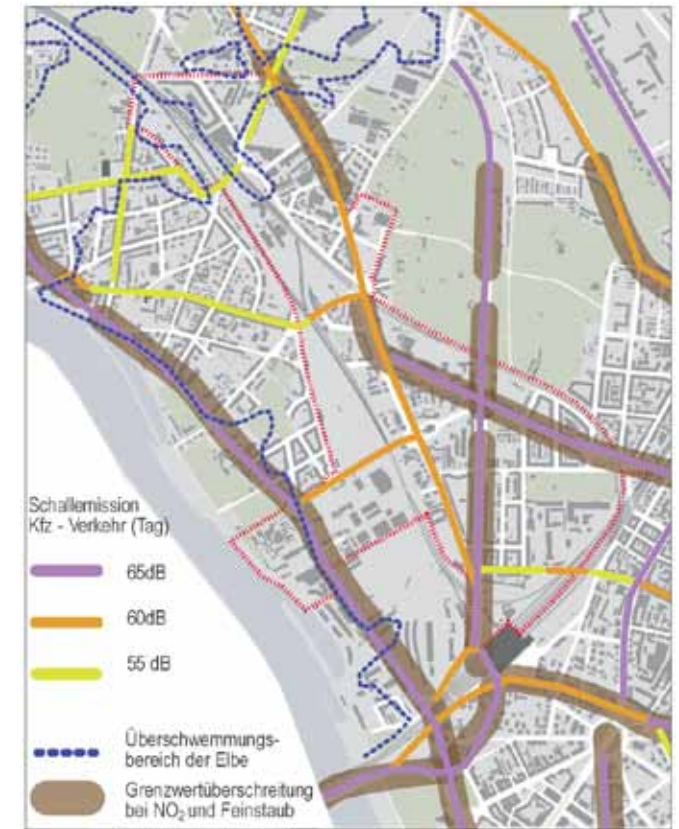 Schallemission
Kfz - Verkehr (Tag)
65dB
60dB
55 dB
Überschwemmungs-
bereich der Elbe
Grenzwertüberschreitung
bei NO₂ und Feinstaub